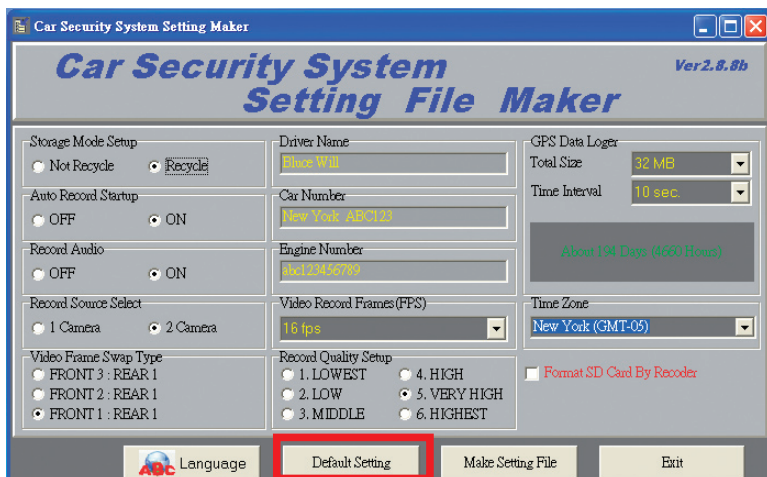 Car Security System Setting Maker
Car Security System
Setting File Maker
Ver2.8.8b
Storage Mode Setup
Not Recycle
Recycle
Auto Record Startup
OFF
ON
Record Audio
OFF
ON
Record Source Select
1 Camera
2 Camera
Video Frame Swap Type
FRONT 3 : REAR 1
FRONT 2 : REAR 1
FRONT 1 : REAR 1
Driver Name
Bluce Will
Car Number
New York ABC123
Engine Number
abc123456789
Video Record Frames(FPS)
16 fps
Record Quality Setup
1. LOWEST
2. LOW
3. MIDDLE
4. HIGH
5. VERY HIGH
6. HIGHEST
GPS Data Loger
Total Size
32 MB
Time Interval
10 sec.
About 194 Days (4660 Hours)
Time Zone
New York (GMT-05)
Format SD Card By Recoder
ABC
Language
Default Setting
Make Setting File
Exit